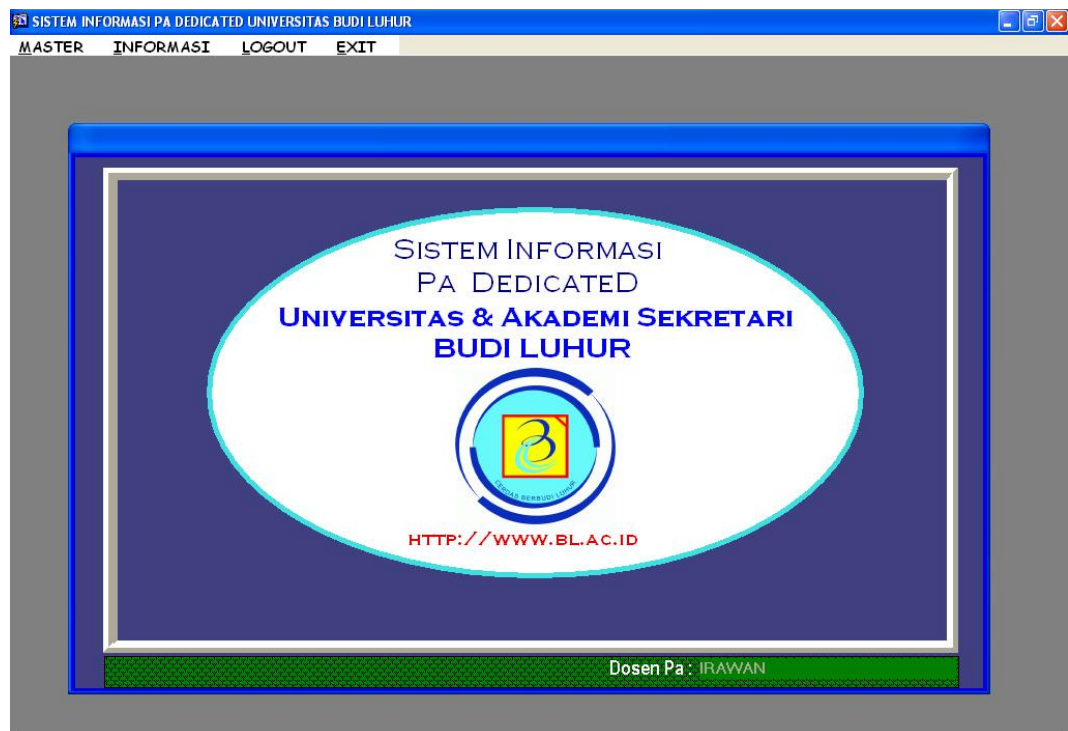 SISTEM INFORMASI PA DEDICATED UNIVERSITAS BUDI LUHUR
MASTER INFORMASI LOGOUT EXIT
SISTEM INFORMASI
PA DEDICATED
UNIVERSITAS & AKADEMI SEKRETARI
BUDI LUHUR
CERDAS BERBUDI LUHUR
HTTP://WWW.BL.AC.ID
Dosen Pa : IRAWAN